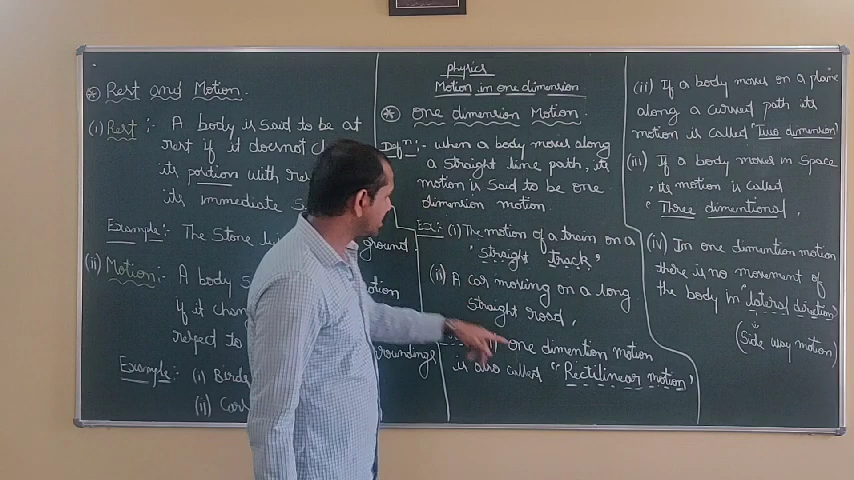 Rest and Motion.
(i) Rest :- A body is said to be at
rest if it does not
its position with
its immediate
Example:- The Stone
ground.
(ii) Motion:- A body
otion
if it
respect to
roundings
Example:- (i) Birds
(ii) Cars
physics
Motion in one dimension
* one dimension Motion.
Defⁿ:- when a body moves along
a straight line path, its
motion is said to be one
dimension motion.
Ex:- (i) The motion of a train on a
"straight track"
(ii) A car moving on a long
straight road,
one dimention motion
is also called "Rectilinear motion"
(ii) If a body moves on a plane
along a curved path its
motion is called "Two dimension"
(iii) If a body moves in space
, its motion is called
"Three dimentional,
(iv) In one dimention motion
there is no movement of
the body in "lateral direction"
(Side way motion)